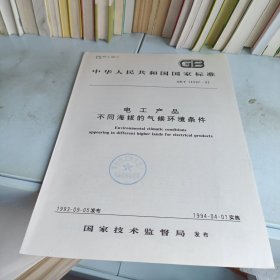 GB
中华人民共和国国家标准
电工产品
不同海拔的气候环境条件
Environmental climatic conditions
appearing in different higher lands for electrical products
1993-09-05发布
1994-04-01实施
国家技术监督局 发布